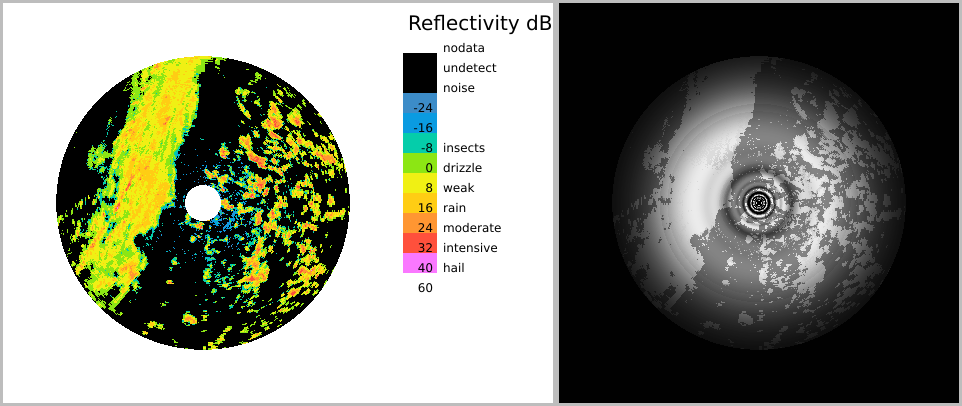 Reflectivity dB
nodata
undetect
noise
-24
-16
-8 insects
0 drizzle
8 weak
16 rain
24 moderate
32 intensive
40 hail
60